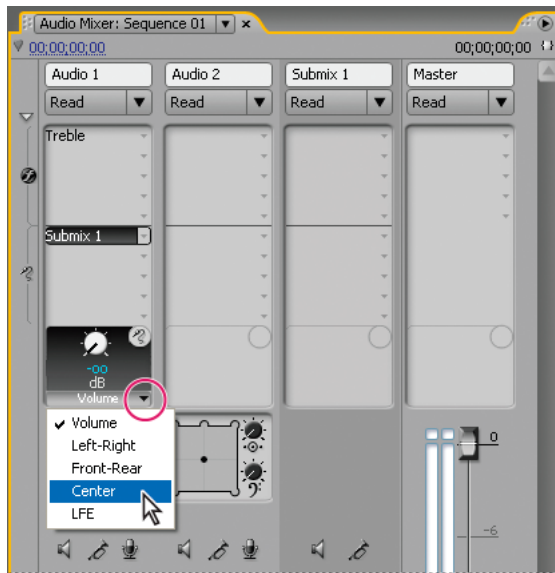 Audio Mixer: Sequence 01
00;00;00;00 00;00;00;00
Audio 1 Audio 2 Submix 1 Master
Read Read Read Read
Treble
Submix 1
-oo
dB
Volume
Volume
Left-Right
Front-Rear
Center
LFE
0
-6